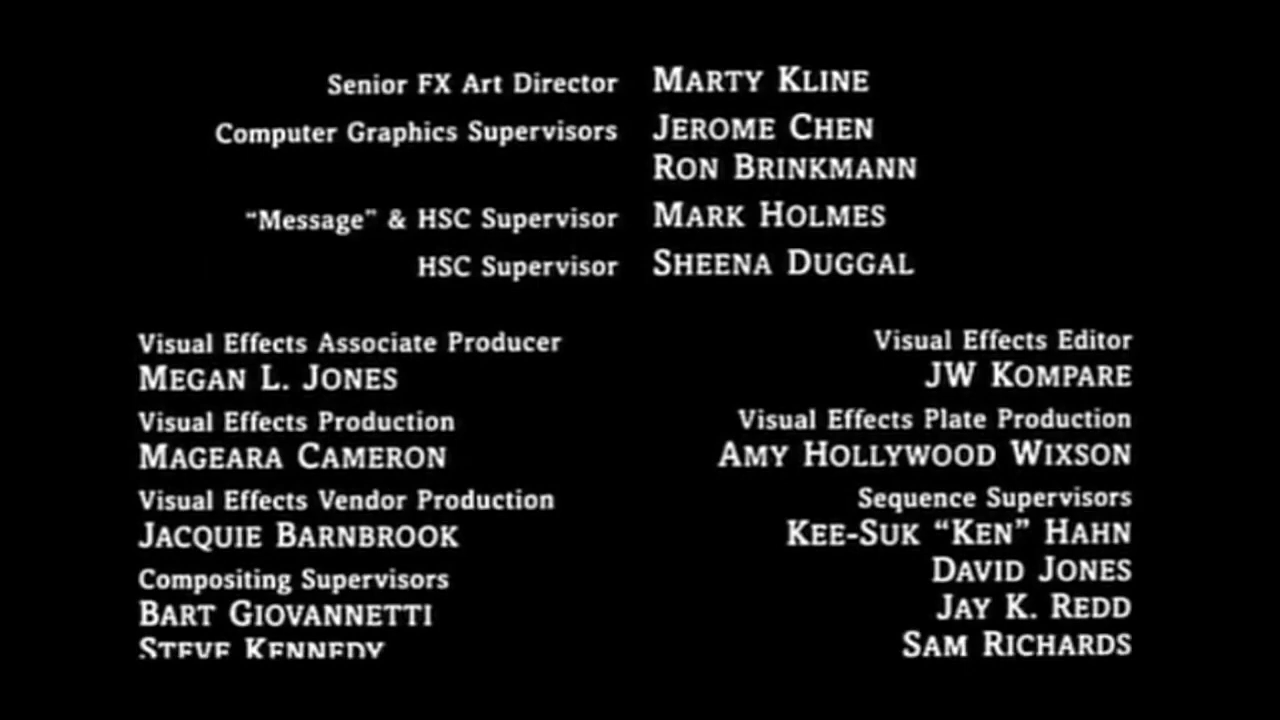 Senior FX Art Director MARTY KLINE
Computer Graphics Supervisors JEROME CHEN
RON BRINKMANN
“Message” & HSC Supervisor MARK HOLMES
HSC Supervisor SHEENA DUGGAL
Visual Effects Associate Producer
MEGAN L. JONES
Visual Effects Production
MAGEARA CAMERON
Visual Effects Vendor Production
JACQUIE BARNBROOK
Compositing Supervisors
BART GIOVANNETTI
STEVE KENNEDY
Visual Effects Editor
JW KOMPARE
Visual Effects Plate Production
AMY HOLLYWOOD WIXSON
Sequence Supervisors
KEE-SUK “KEN” HAHN
DAVID JONES
JAY K. REDD
SAM RICHARDS